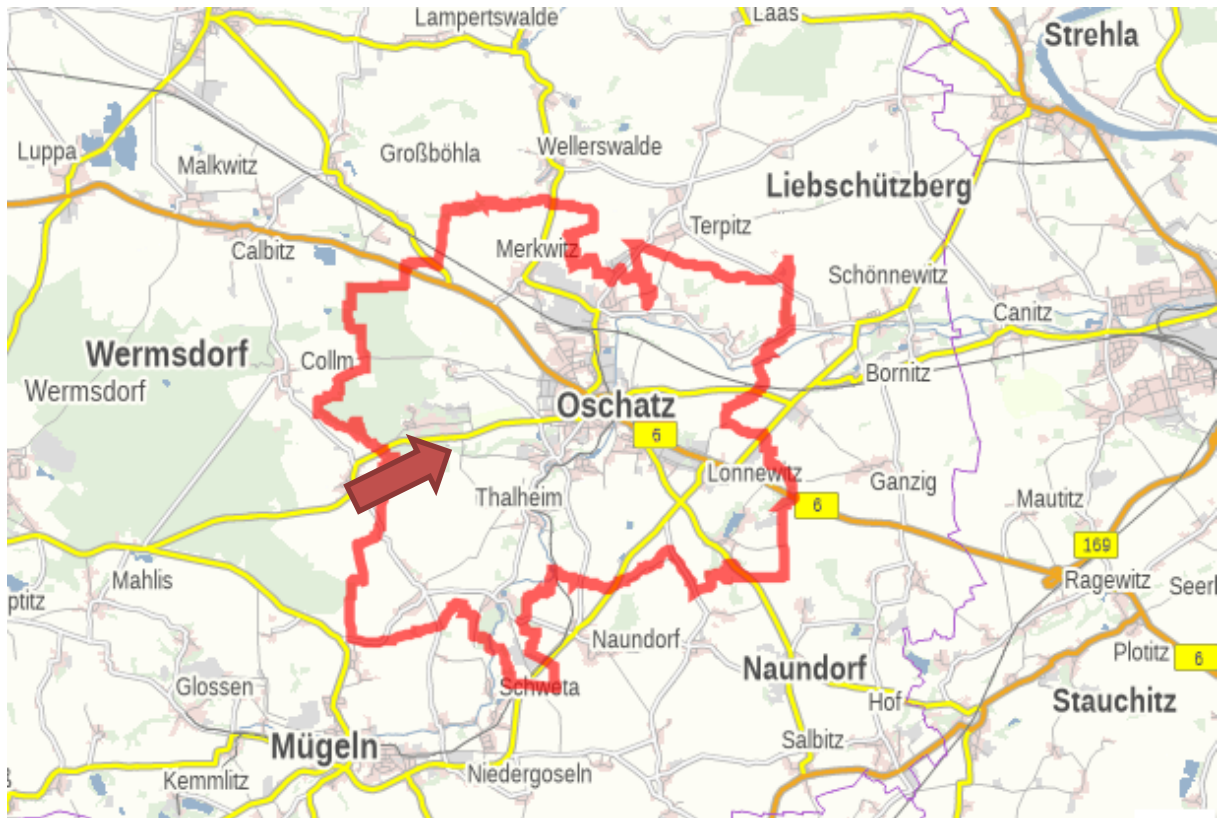 Lampertswalde
Laas
Strehla
Luppa
Malkwitz
Großböhla
Wellerswalde
Liebschützberg
Terpitz
Calbitz
Merkwitz
Schönnewitz
Canitz
Wermsdorf
Collm
Wermsdorf
Bornitz
Oschatz
6
Lonnewitz
Ganzig
Thalheim
6
Mautitz
169
Mahlis
Ragewitz
ptitz
Seerh
Naundorf
Plotitz
6
Naundorf
Glossen
Schweta
Hof
Stauchitz
Mügeln
Salbitz
Kemmlitz
Niedergoseln